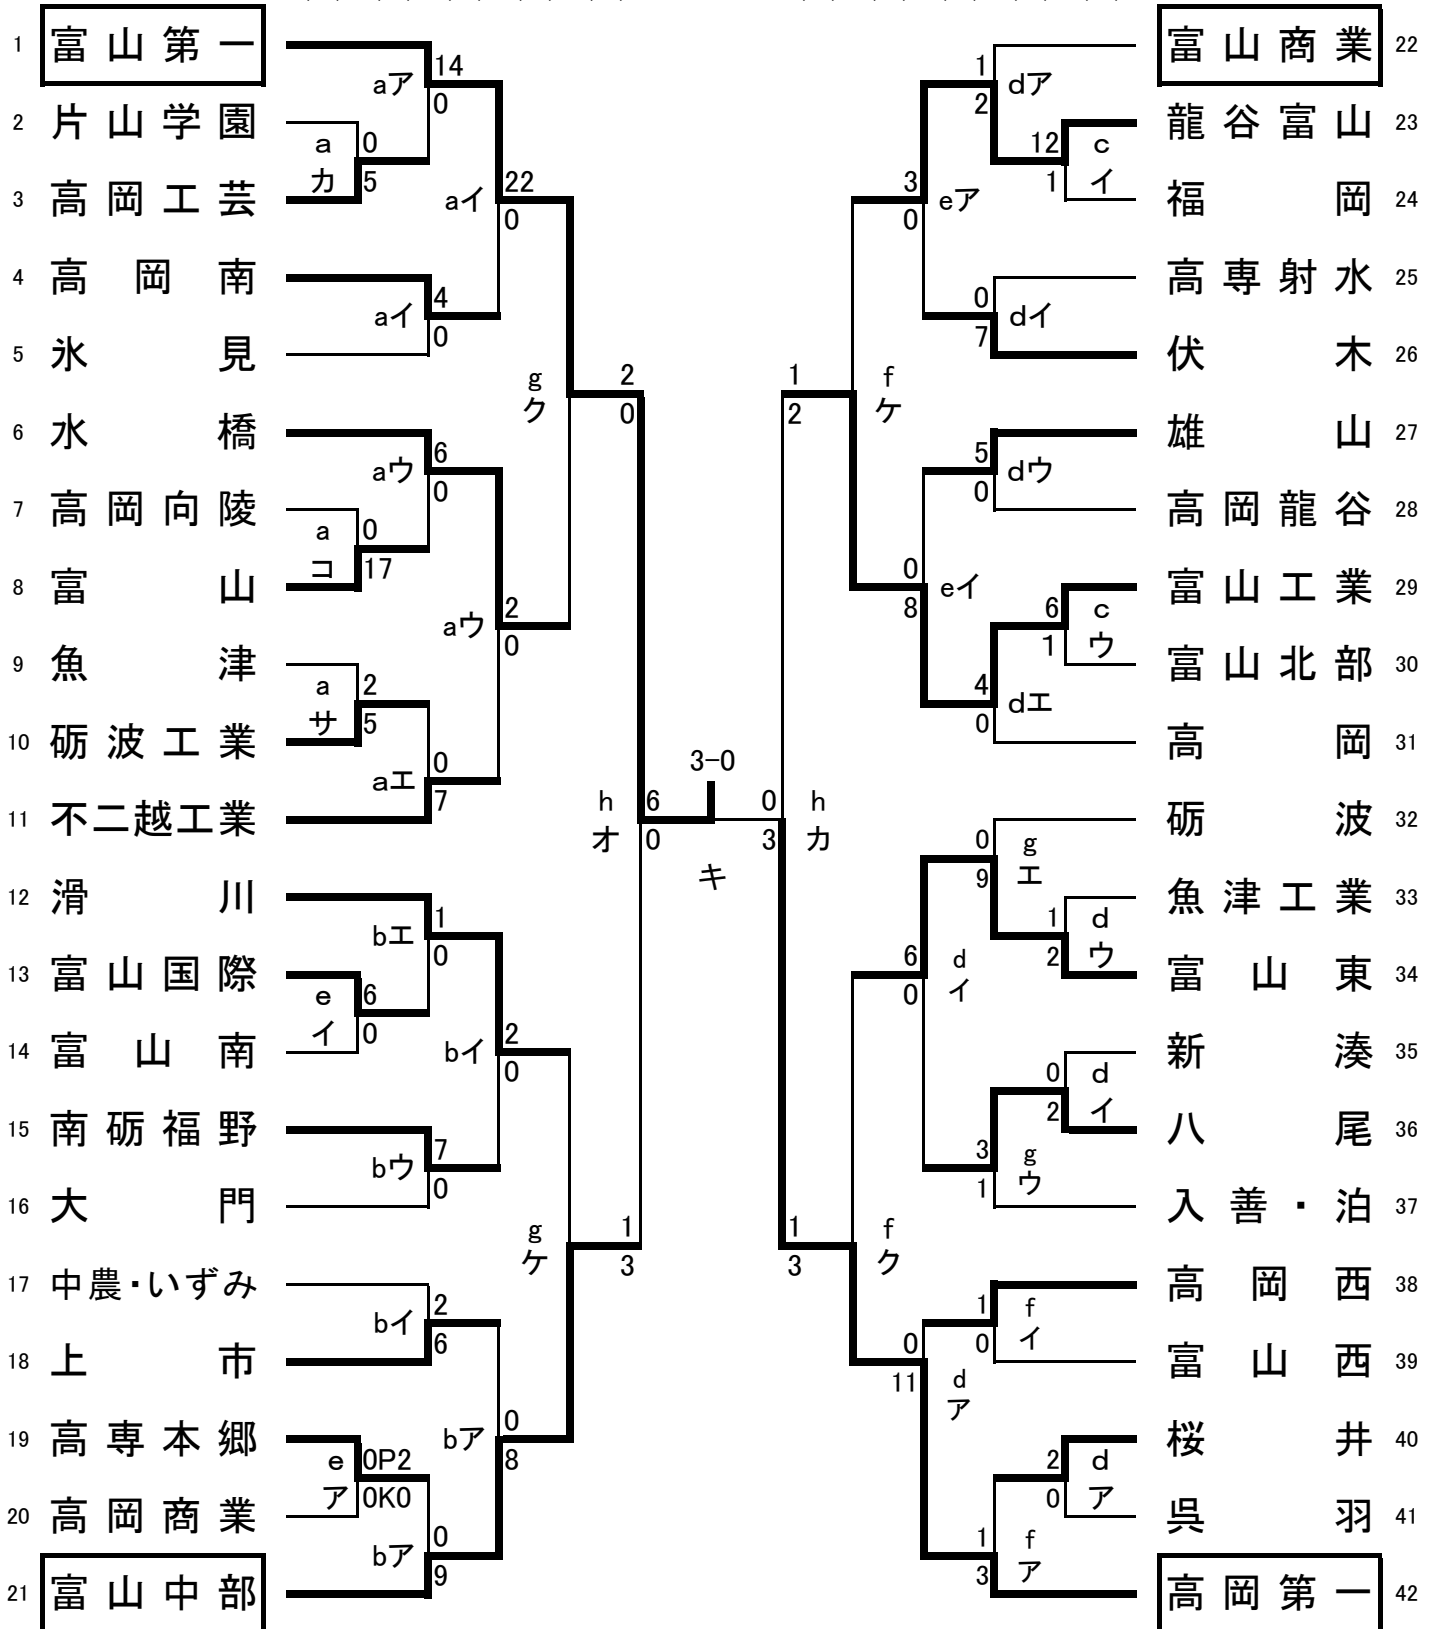 1 富山第一
14
aア
0
2 片山学園
a 0
カ 5
3 高岡工芸
22
aイ
0
4 高岡南
4
aイ
0
5 氷見
g 2
ク 0
6 水橋
6
aウ
0
7 高岡向陵
a 0
コ 17
8 富山
2
aウ
0
9 魚津
a 2
サ 5
10 砺波工業
0
aエ
7
11 不二越工業
h 6
オ 0
12 滑川
1
bエ
0
13 富山国際
e 6
イ 0
14 富山南
2
bイ
0
15 南砺福野
7
bウ
0
16 大門
g 1
ケ 3
17 中農・いずみ
2
bイ
6
18 上市
0
bア
8
19 高専本郷
e 0P2
ア 0K0
20 高岡商業
0
bア
9
21 富山中部
3-0
キ
富山商業 22
1
dア
2
龍谷富山 23
12 c
1 イ
福岡 24
3
eア
0
高専射水 25
0
dイ
7
伏木 26
1 f
2 ケ
雄山 27
5
dウ
0
高岡龍谷 28
0
eイ
8
富山工業 29
6 c
1 ウ
富山北部 30
4
dエ
0
高岡 31
0 h
3 カ
砺波 32
0 g
9 エ
魚津工業 33
1 d
2 ウ
富山東 34
6 d
0 イ
新湊 35
0 d
2 イ
八尾 36
3 g
1 ウ
入善・泊 37
1 f
3 ク
高岡西 38
1 f
0 イ
富山西 39
0 d
11 ア
桜井 40
2 d
0 ア
呉羽 41
1 f
3 ア
高岡第一 42